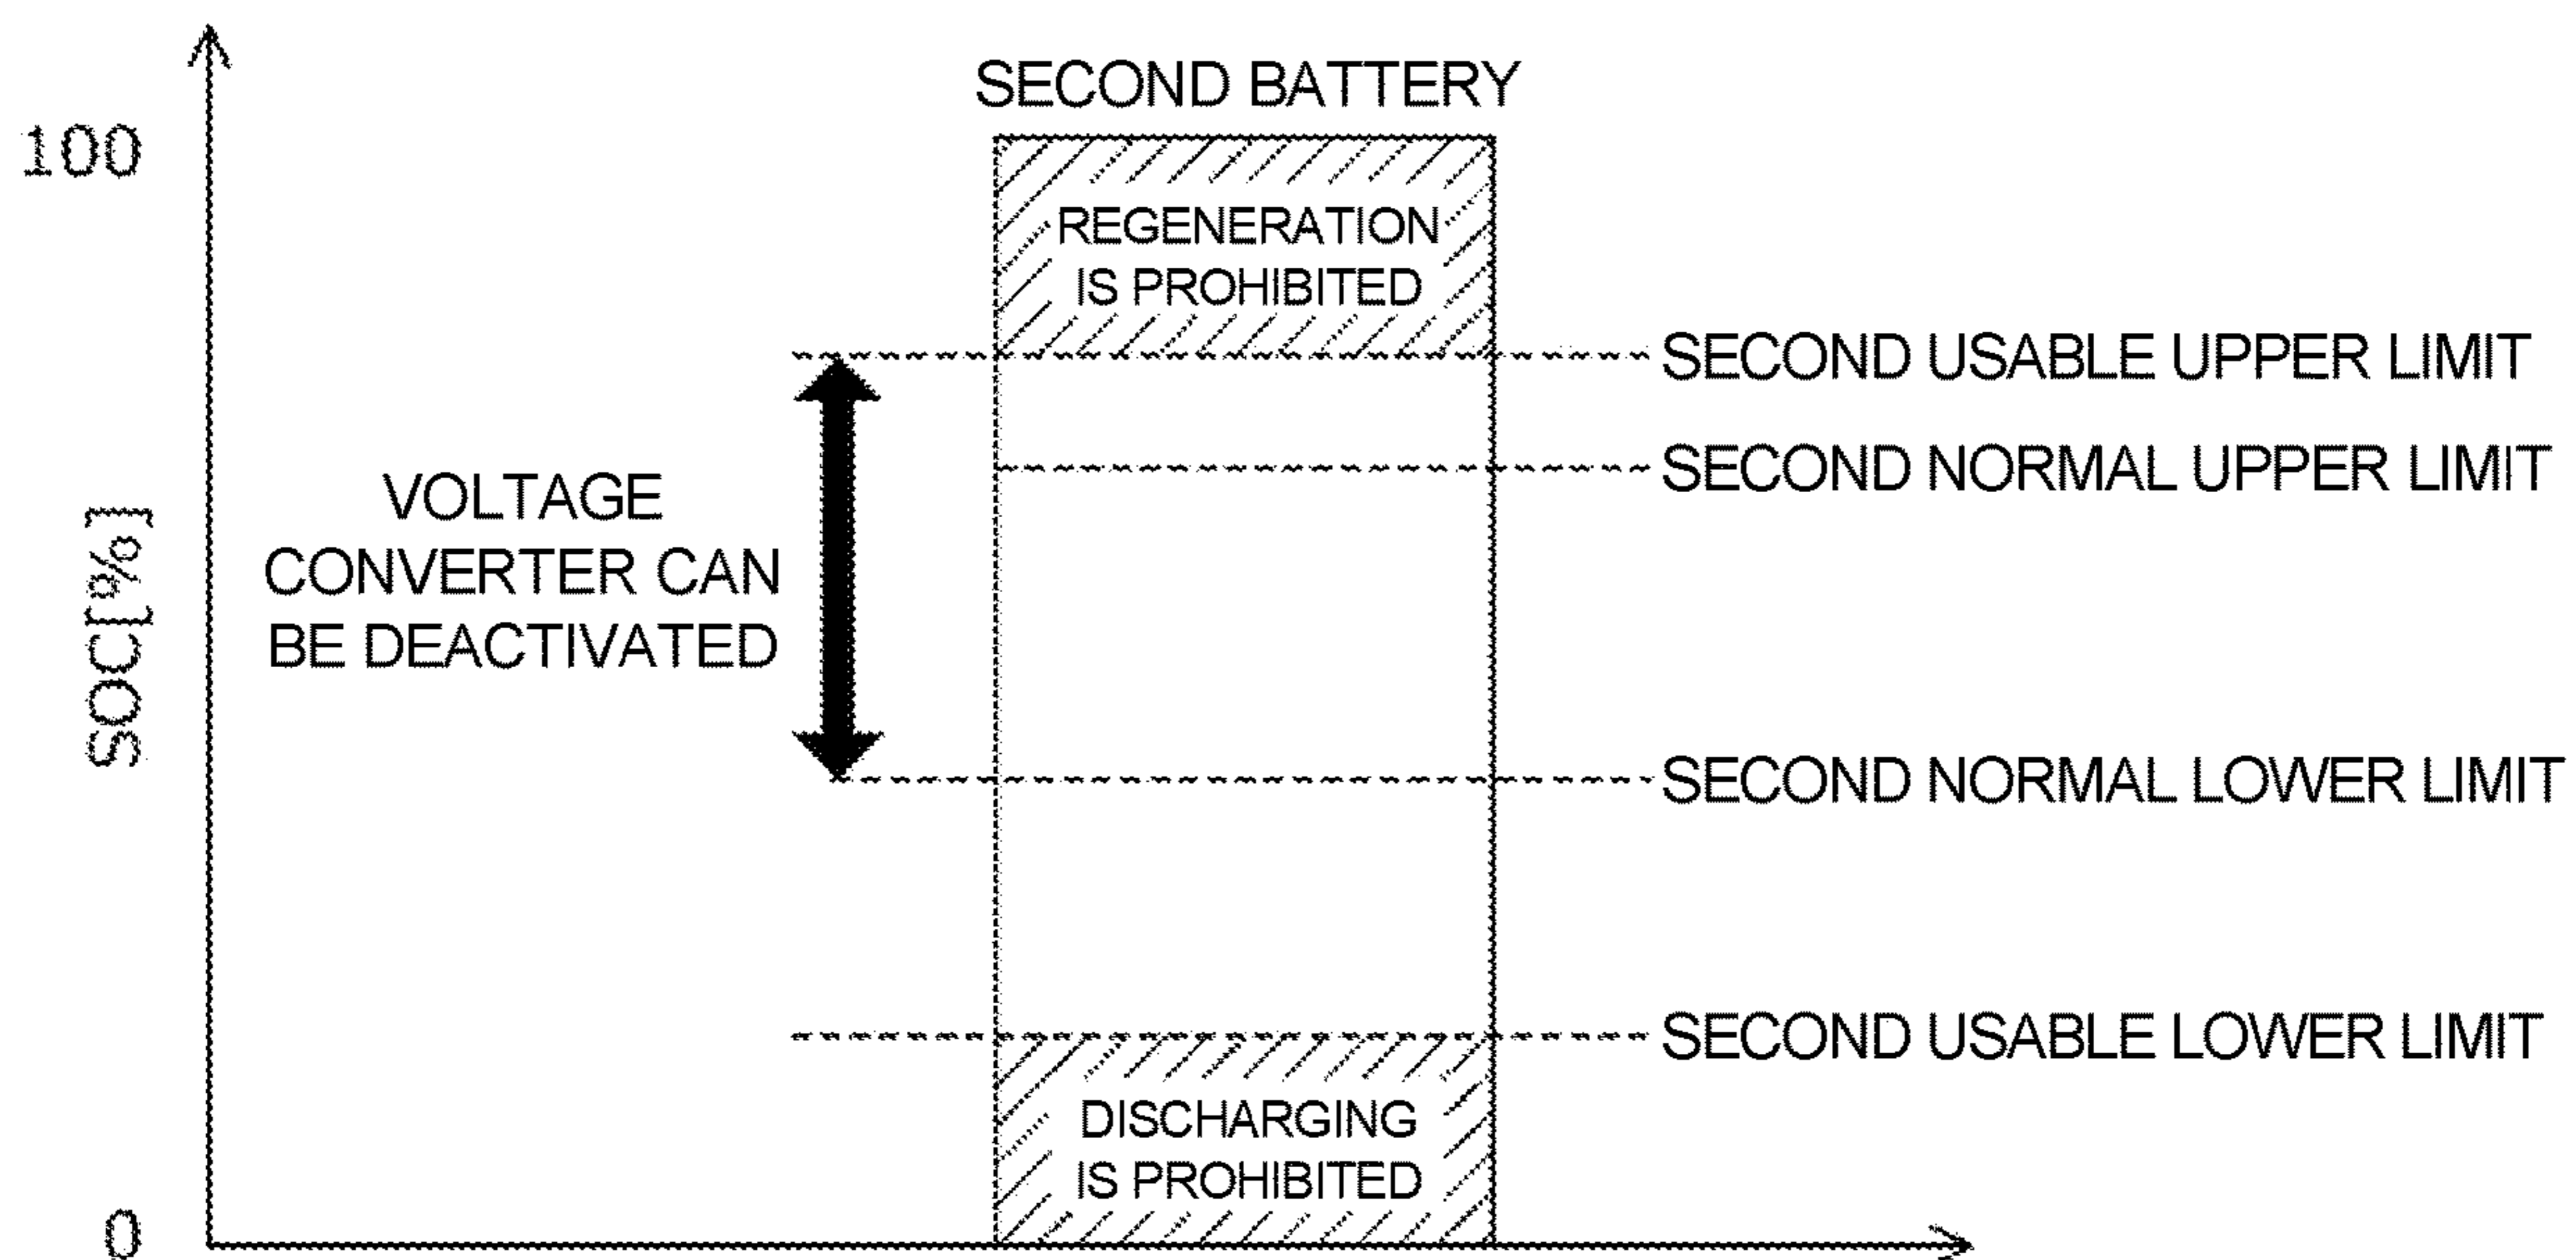 SECOND BATTERY
100
REGENERATION
IS PROHIBITED
SECOND USABLE UPPER LIMIT
SECOND NORMAL UPPER LIMIT
VOLTAGE
CONVERTER CAN
BE DEACTIVATED
SOC[%]
SECOND NORMAL LOWER LIMIT
SECOND USABLE LOWER LIMIT
DISCHARGING
IS PROHIBITED
0